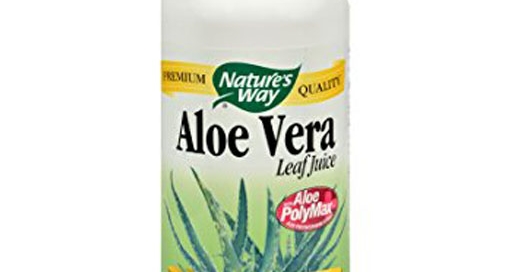 PREMIUM
Nature's
Way®
QUALITY
Aloe Vera
Leaf Juice
Aloe
PolyMax